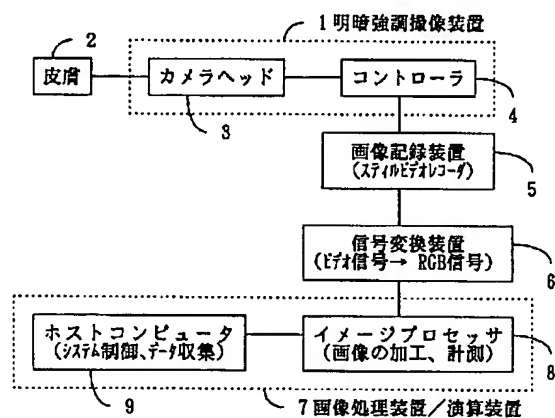 1明暗強調撮像装置
2
皮膚
カメラヘッド
コントローラ
3
4
画像記録装置
(スティルビデオレコーダ)
5
信号変換装置
(ビデオ信号→ RGB信号)
6
ホストコンピュータ
(システム制御、データ収集)
イメージプロセッサ
(画像の加工、計測)
8
9
7画像処理装置/演算装置